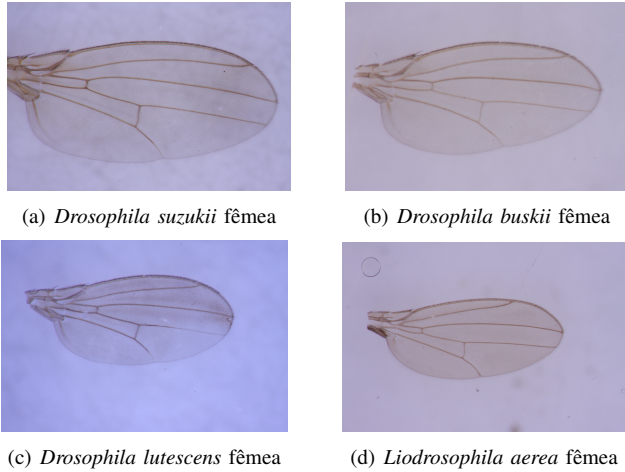 (a) Drosophila suzukii fêmea
(b) Drosophila buskii fêmea
(c) Drosophila lutescens fêmea
(d) Liodrosophila aerea fêmea